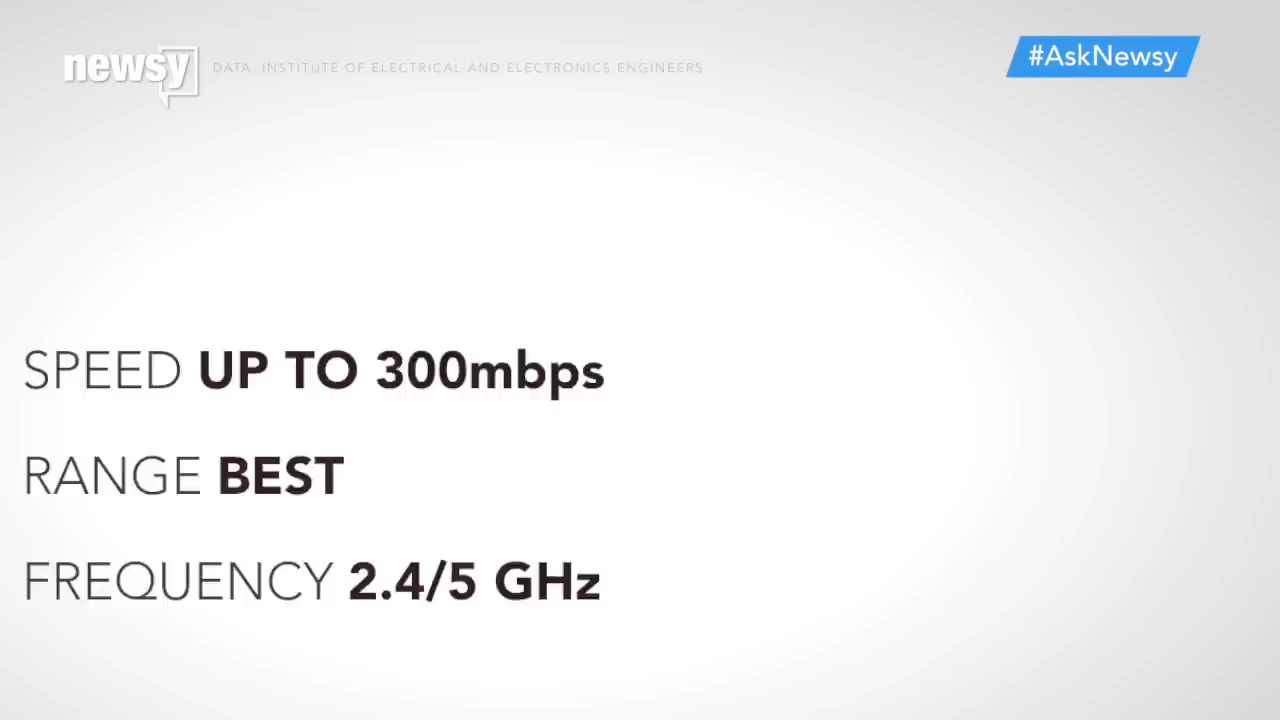 newsy DATA INSTITUTE OF ELECTRICAL AND ELECTRONICS ENGINEERS #AskNewsy
SPEED UP TO 300mbps
RANGE BEST
FREQUENCY 2.4/5 GHz